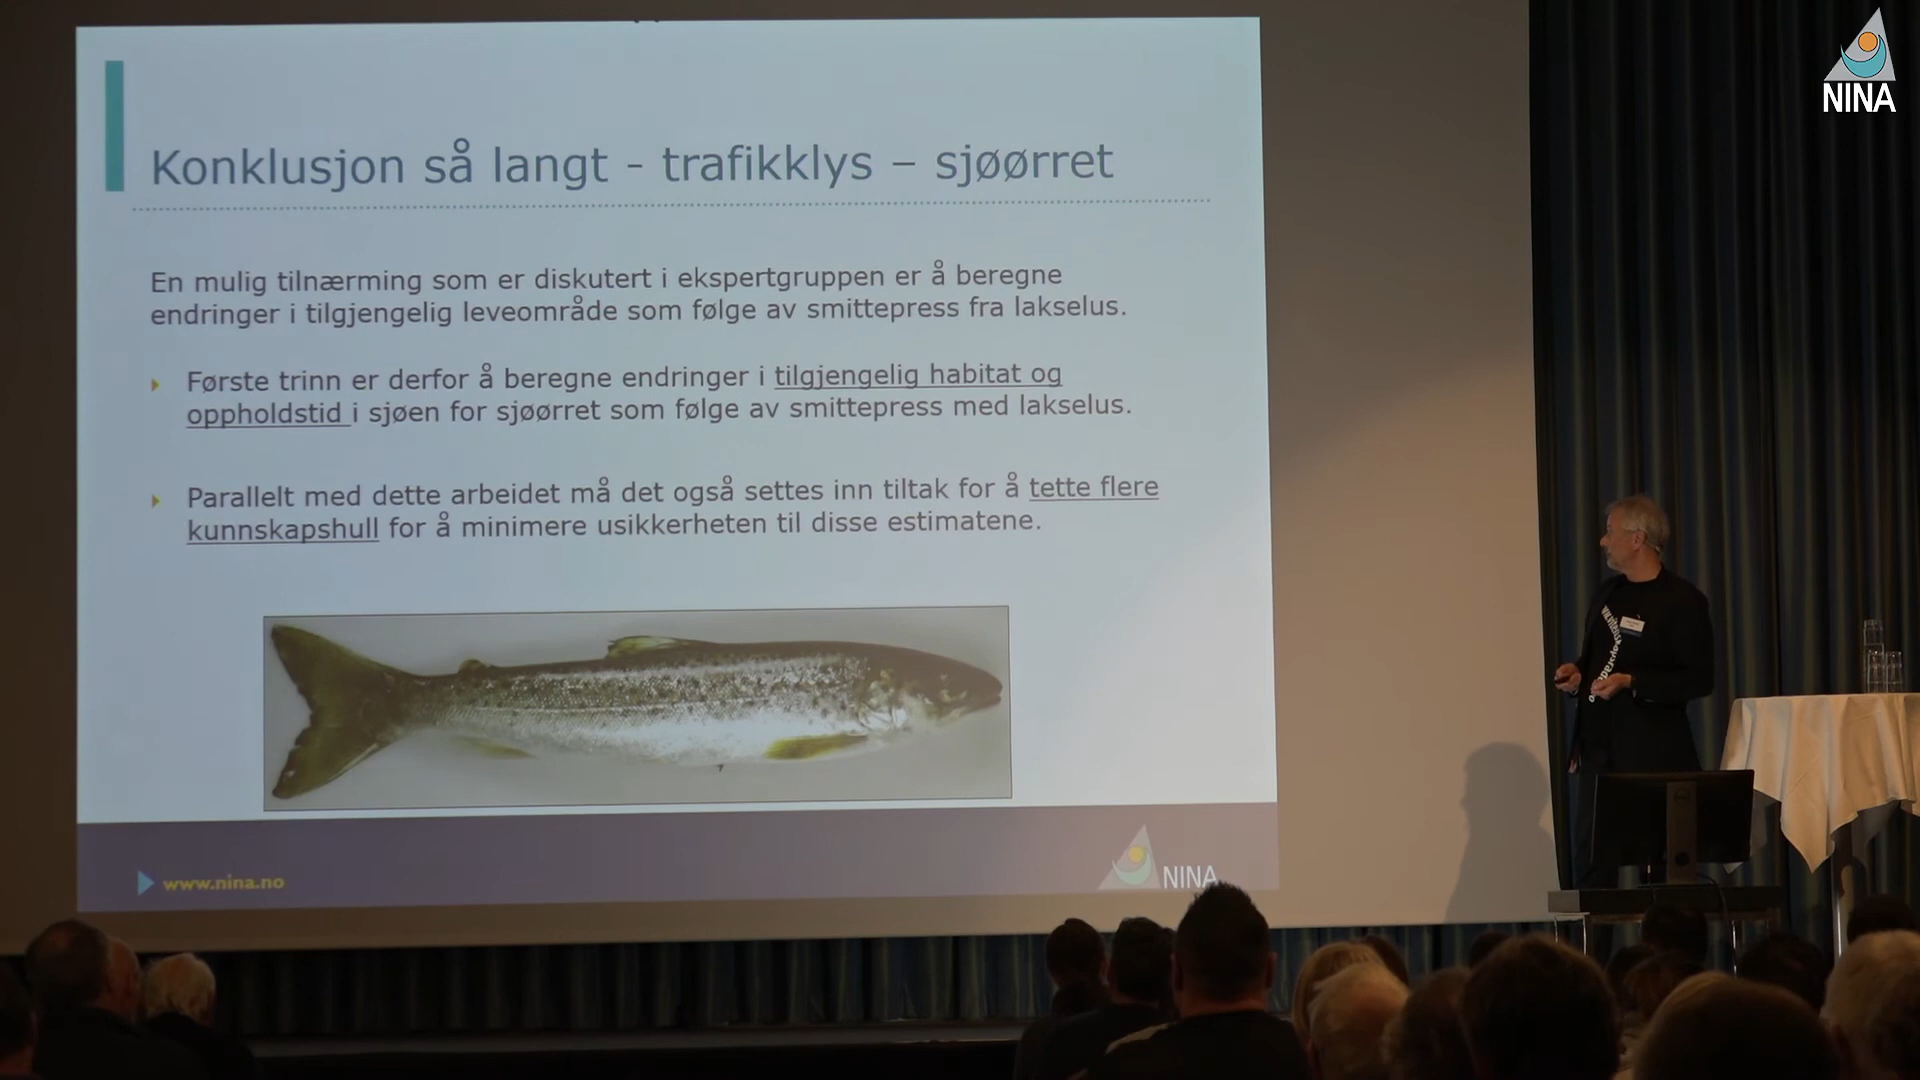 Konklusjon så langt - trafikklys – sjøørret
En mulig tilnærming som er diskutert i ekspertgruppen er å beregne
endringer i tilgjengelig leveområde som følge av smittepress fra lakselus.
Første trinn er derfor å beregne endringer i tilgjengelig habitat og
oppholdstid i sjøen for sjøørret som følge av smittepress med lakselus.
Parallelt med dette arbeidet må det også settes inn tiltak for å tette flere
kunnskapshull for å minimere usikkerheten til disse estimatene.
www.nina.no
NINA
NINA